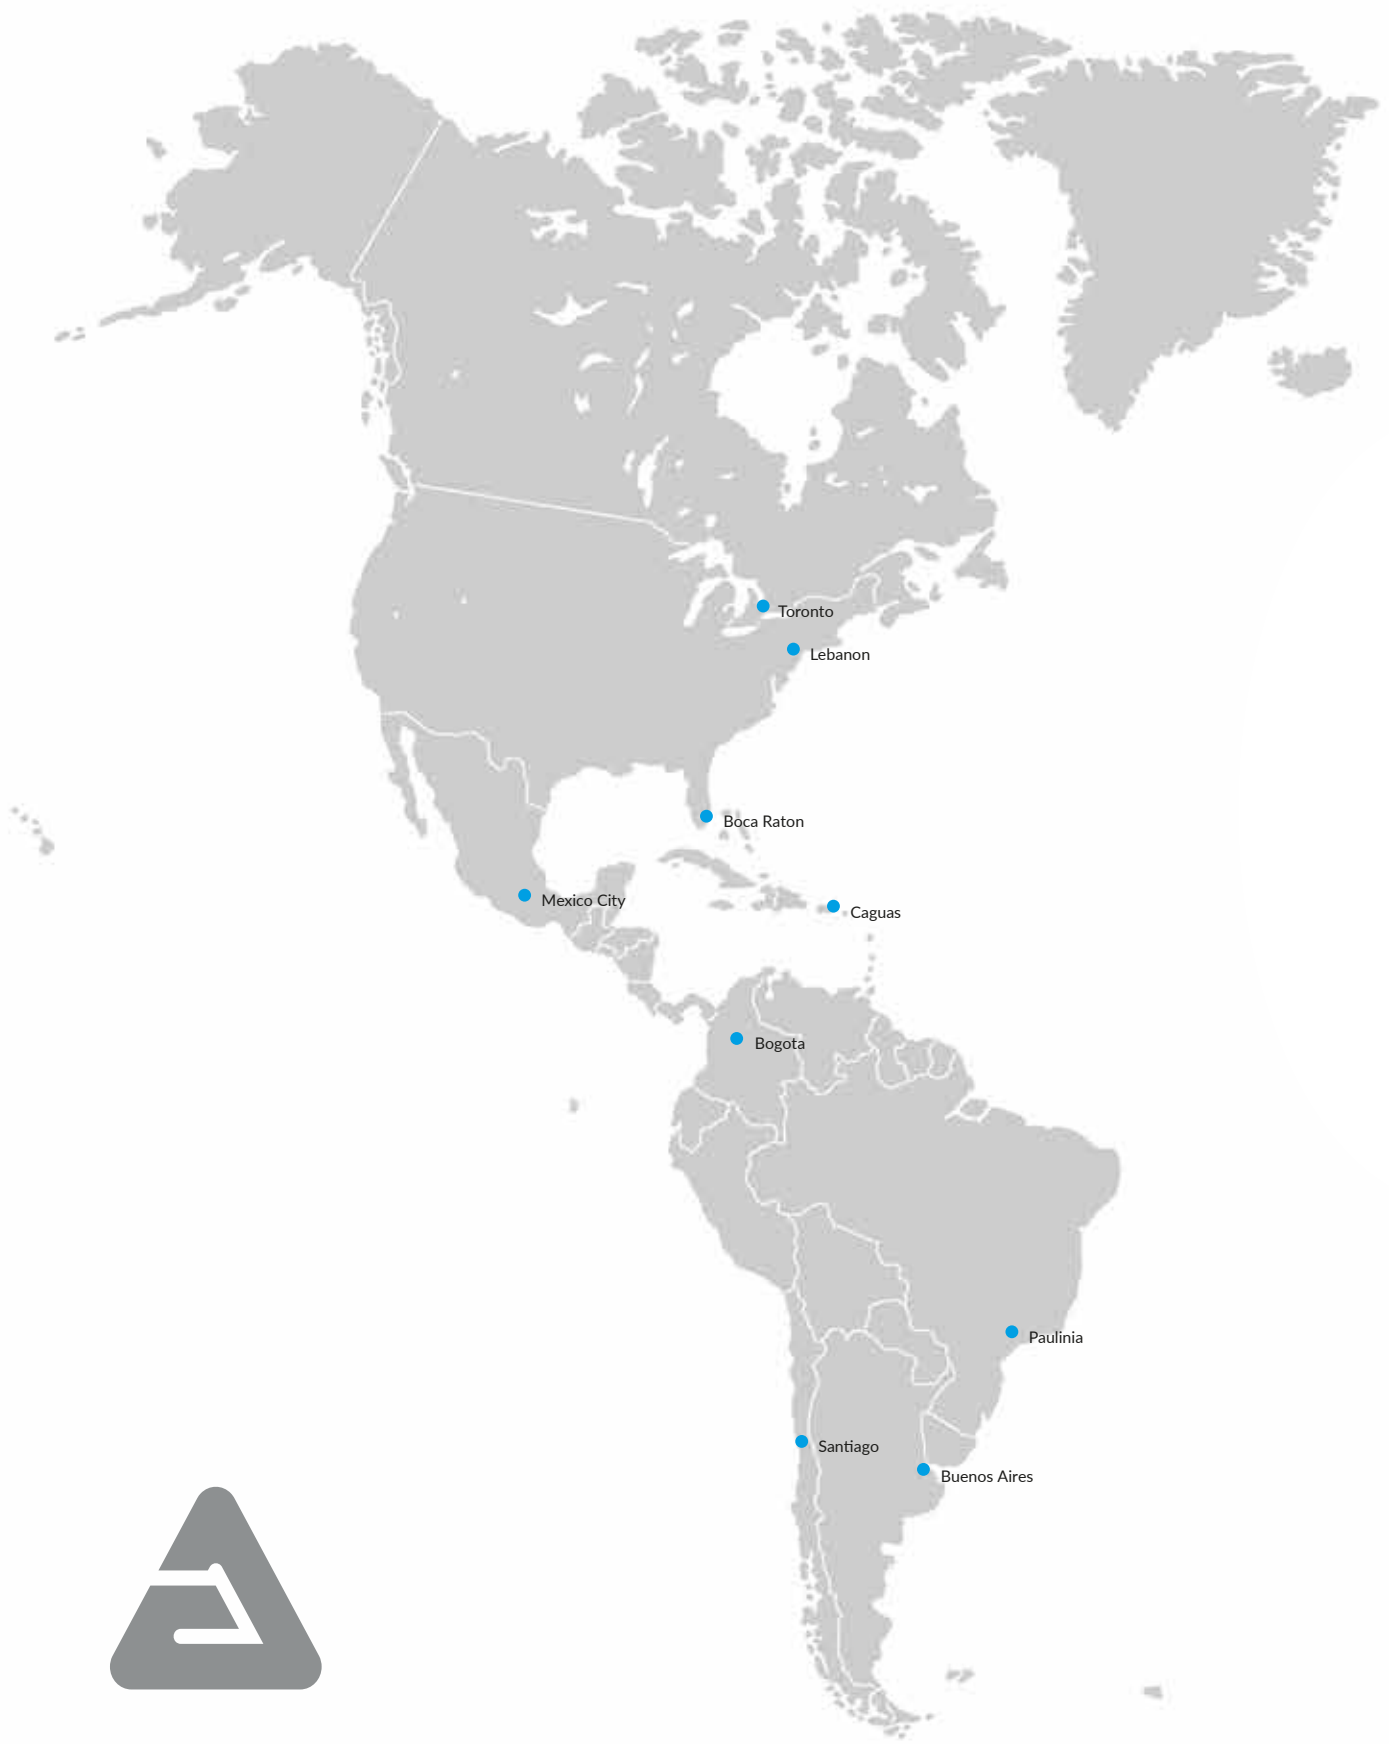 Toronto
Lebanon
Boca Raton
Mexico City
Caguas
Bogota
Paulinia
Santiago
Buenos Aires